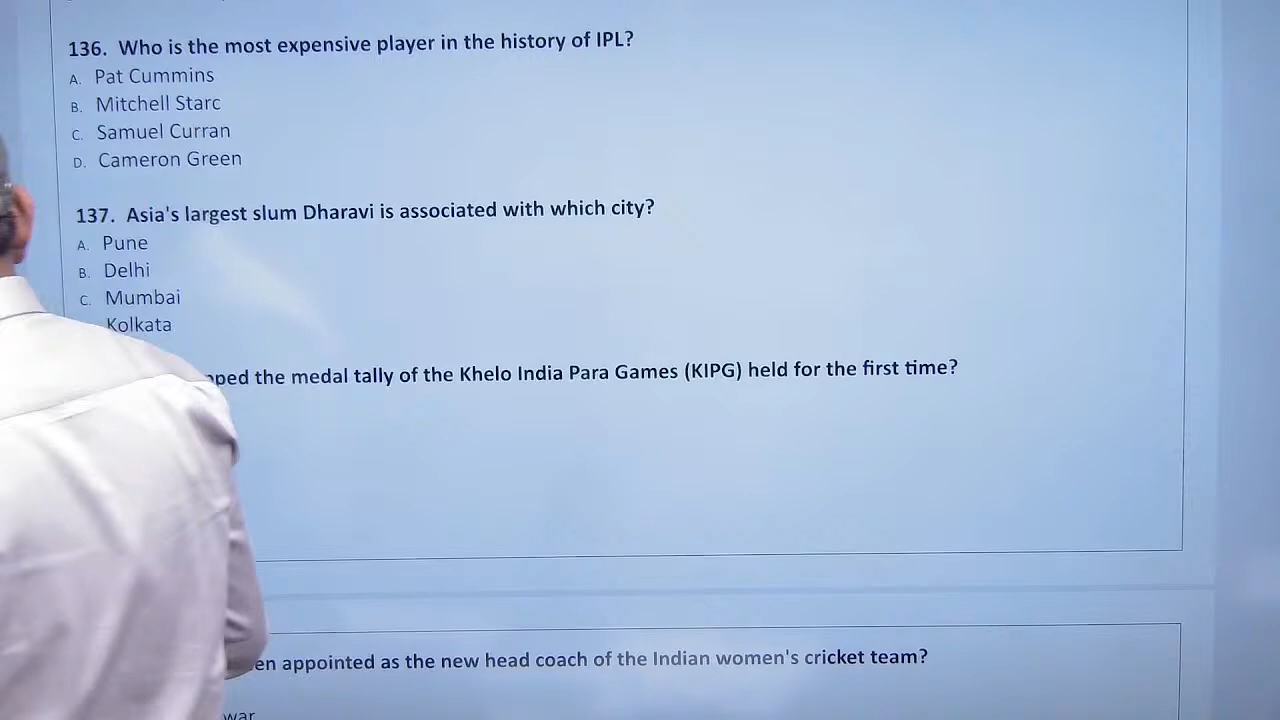 136. Who is the most expensive player in the history of IPL?
A. Pat Cummins
B. Mitchell Starc
C. Samuel Curran
D. Cameron Green
137. Asia's largest slum Dharavi is associated with which city?
A. Pune
B. Delhi
C. Mumbai
Kolkata
the medal tally of the Khelo India Para Games (KIPG) held for the first time?
appointed as the new head coach of the Indian women's cricket team?